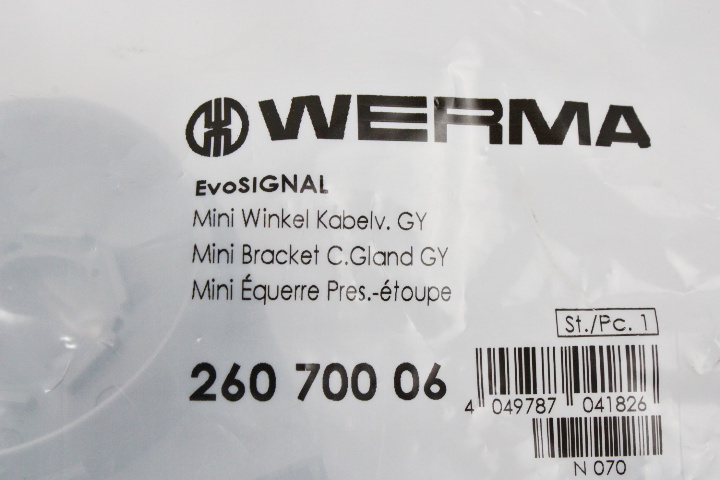 WERMA
EvoSIGNAL
Mini Winkel Kabelv. GY
Mini Bracket C.Gland GY
Mini Équerre Pres.-étoupe
St./Pc. 1
260 700 06
4 049787 041826
N 070